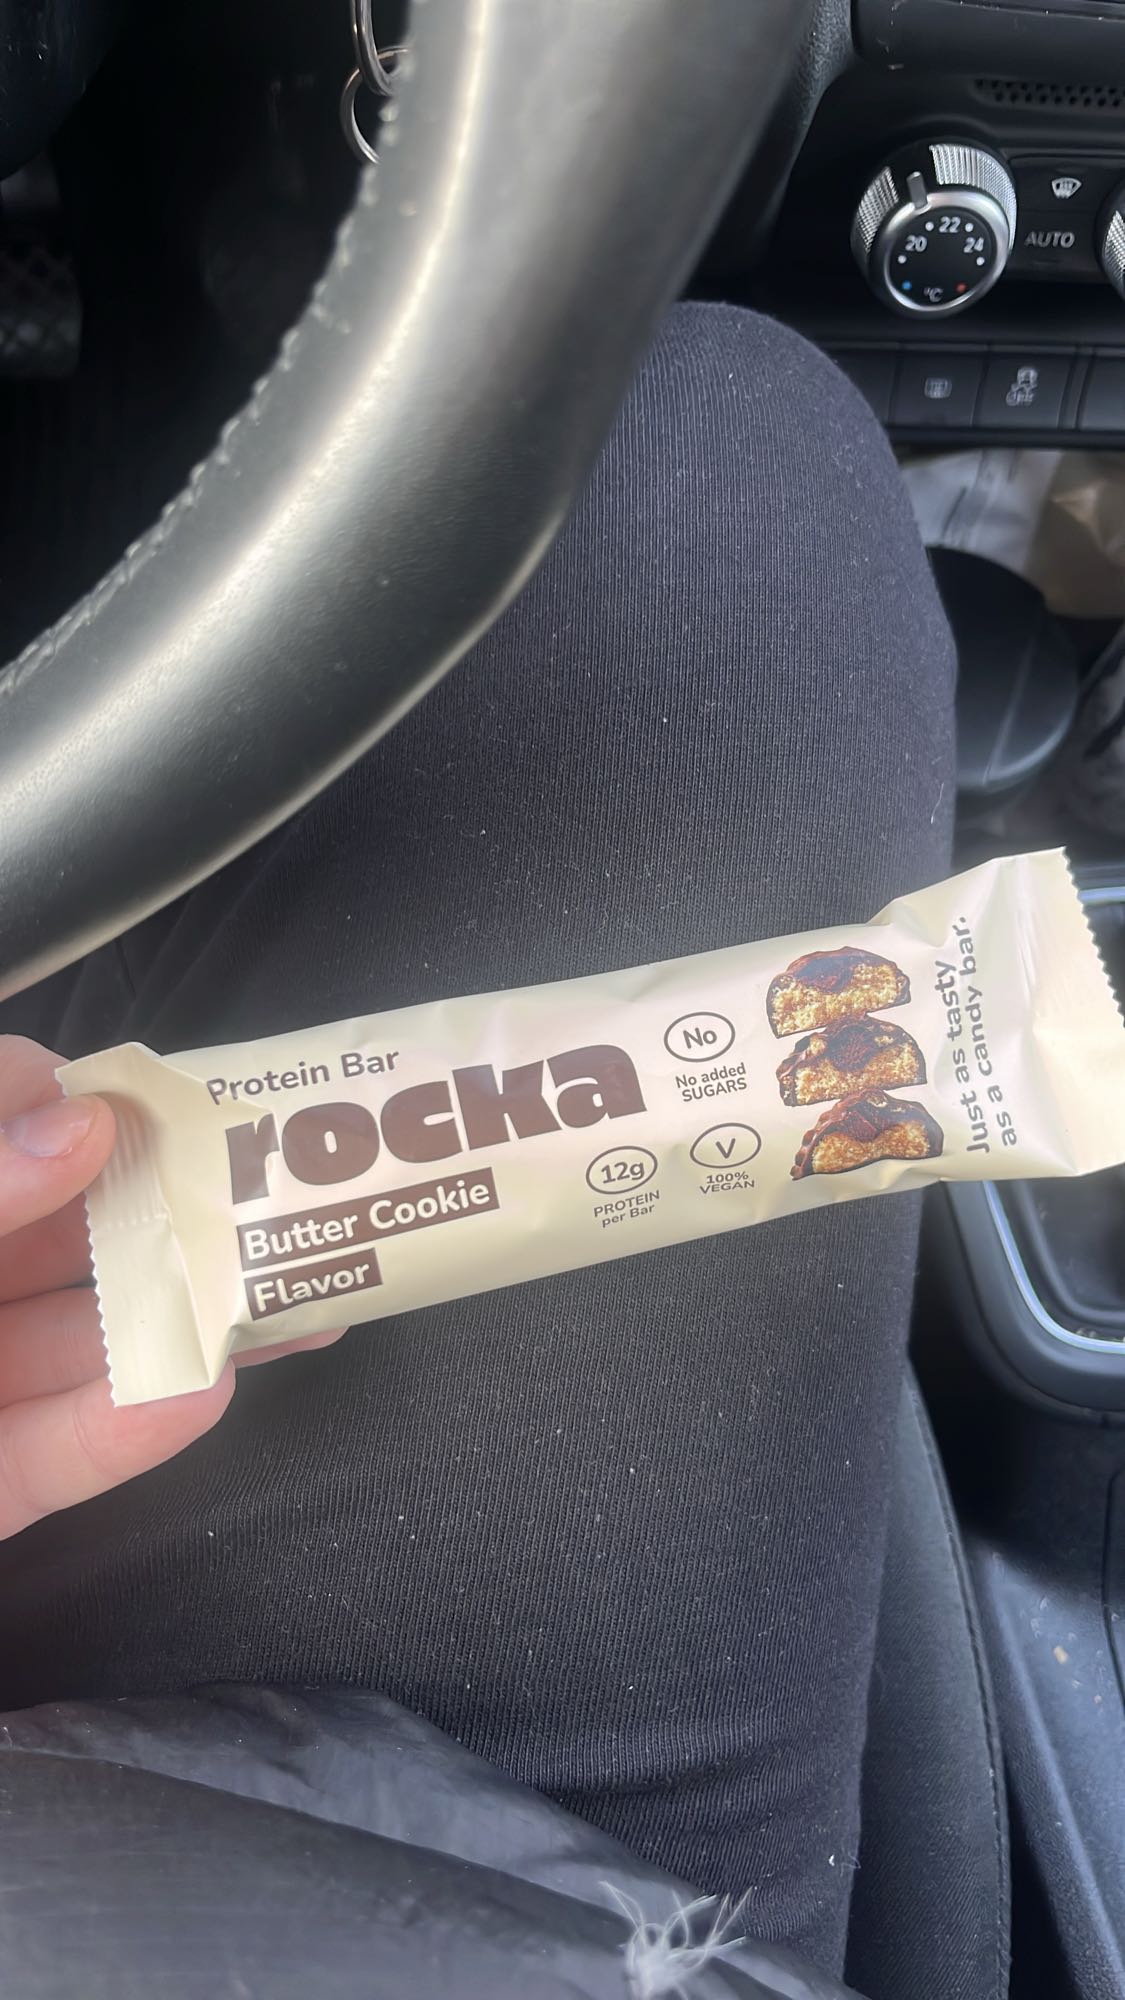 22
20 24
°C
AUTO
Protein Bar
rocka
Butter Cookie
Flavor
No
No added
SUGARS
12g
PROTEIN
per Bar
V
100%
VEGAN
Just as tasty
as a candy bar.